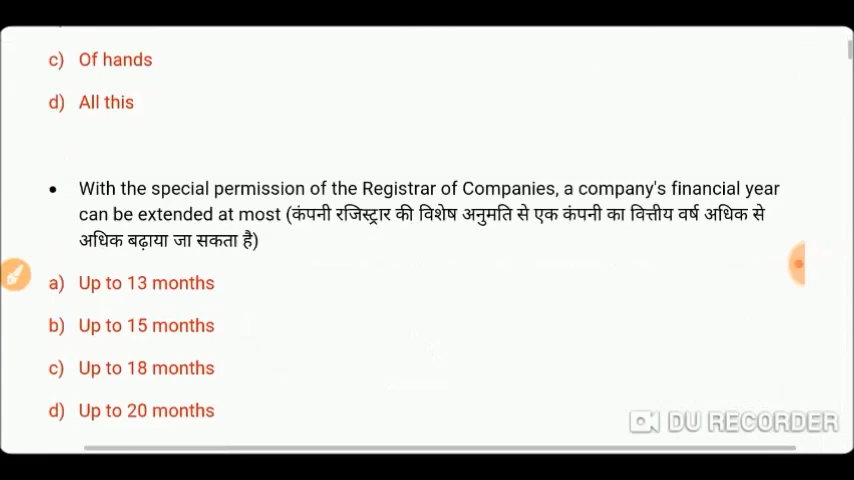 c) Of hands
d) All this
• With the special permission of the Registrar of Companies, a company's financial year
can be extended at most (कंपनी रजिस्ट्रार की विशेष अनुमति से एक कंपनी का वित्तीय वर्ष अधिक से
अधिक बढ़ाया जा सकता है)
a) Up to 13 months
b) Up to 15 months
c) Up to 18 months
d) Up to 20 months
DU RECORDER